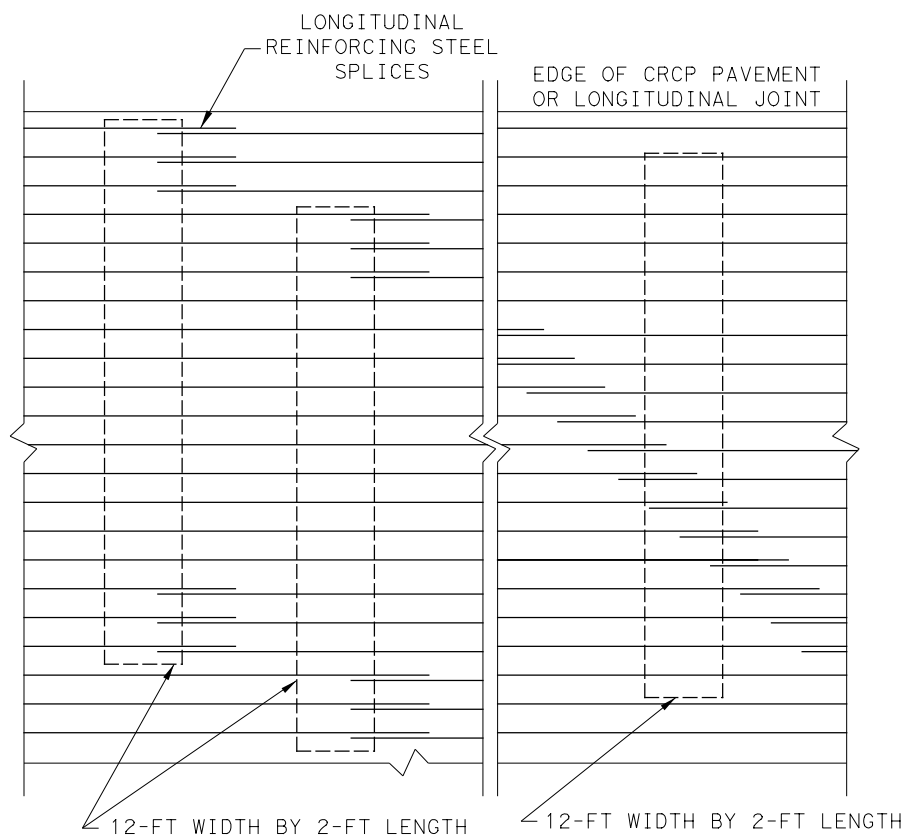 LONGITUDINAL
REINFORCING STEEL
SPLICES
EDGE OF CRCP PAVEMENT
OR LONGITUDINAL JOINT
12-FT WIDTH BY 2-FT LENGTH
12-FT WIDTH BY 2-FT LENGTH